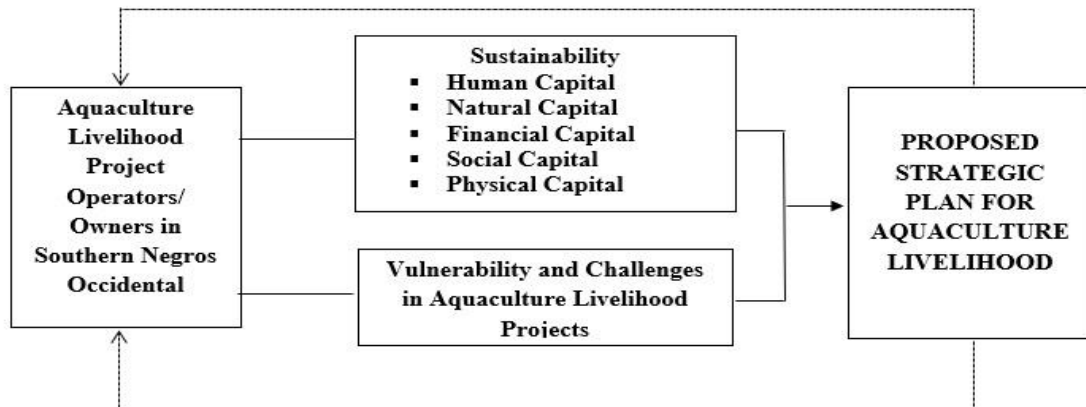 Aquaculture
Livelihood
Project
Operators/
Owners in
Southern Negros
Occidental
Sustainability
▪ Human Capital
▪ Natural Capital
▪ Financial Capital
▪ Social Capital
▪ Physical Capital
Vulnerability and Challenges
in Aquaculture Livelihood
Projects
PROPOSED
STRATEGIC
PLAN FOR
AQUACULTURE
LIVELIHOOD